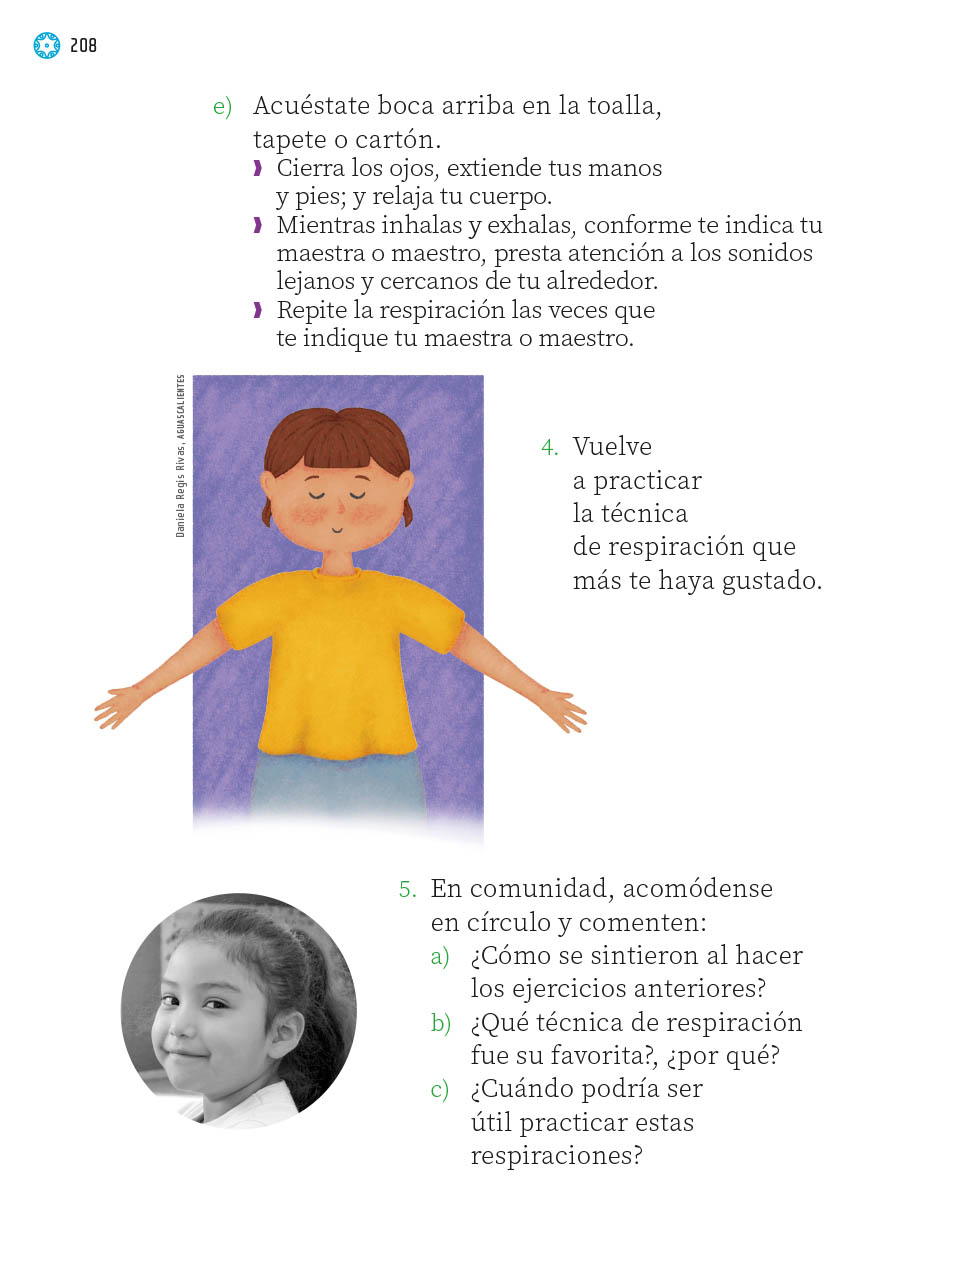 208
e) Acuéstate boca arriba en la toalla,
tapete o cartón.
Cierra los ojos, extiende tus manos
y pies; y relaja tu cuerpo.
Mientras inhalas y exhalas, conforme te indica tu
maestra o maestro, presta atención a los sonidos
lejanos y cercanos de tu alrededor.
Repite la respiración las veces que
te indique tu maestra o maestro.
Daniela Regis Rivas, AGUASCALIENTES
4. Vuelve
a practicar
la técnica
de respiración que
más te haya gustado.
5. En comunidad, acomódense
en círculo y comenten:
a) ¿Cómo se sintieron al hacer
los ejercicios anteriores?
b) ¿Qué técnica de respiración
fue su favorita?, ¿por qué?
c) ¿Cuándo podría ser
útil practicar estas
respiraciones?